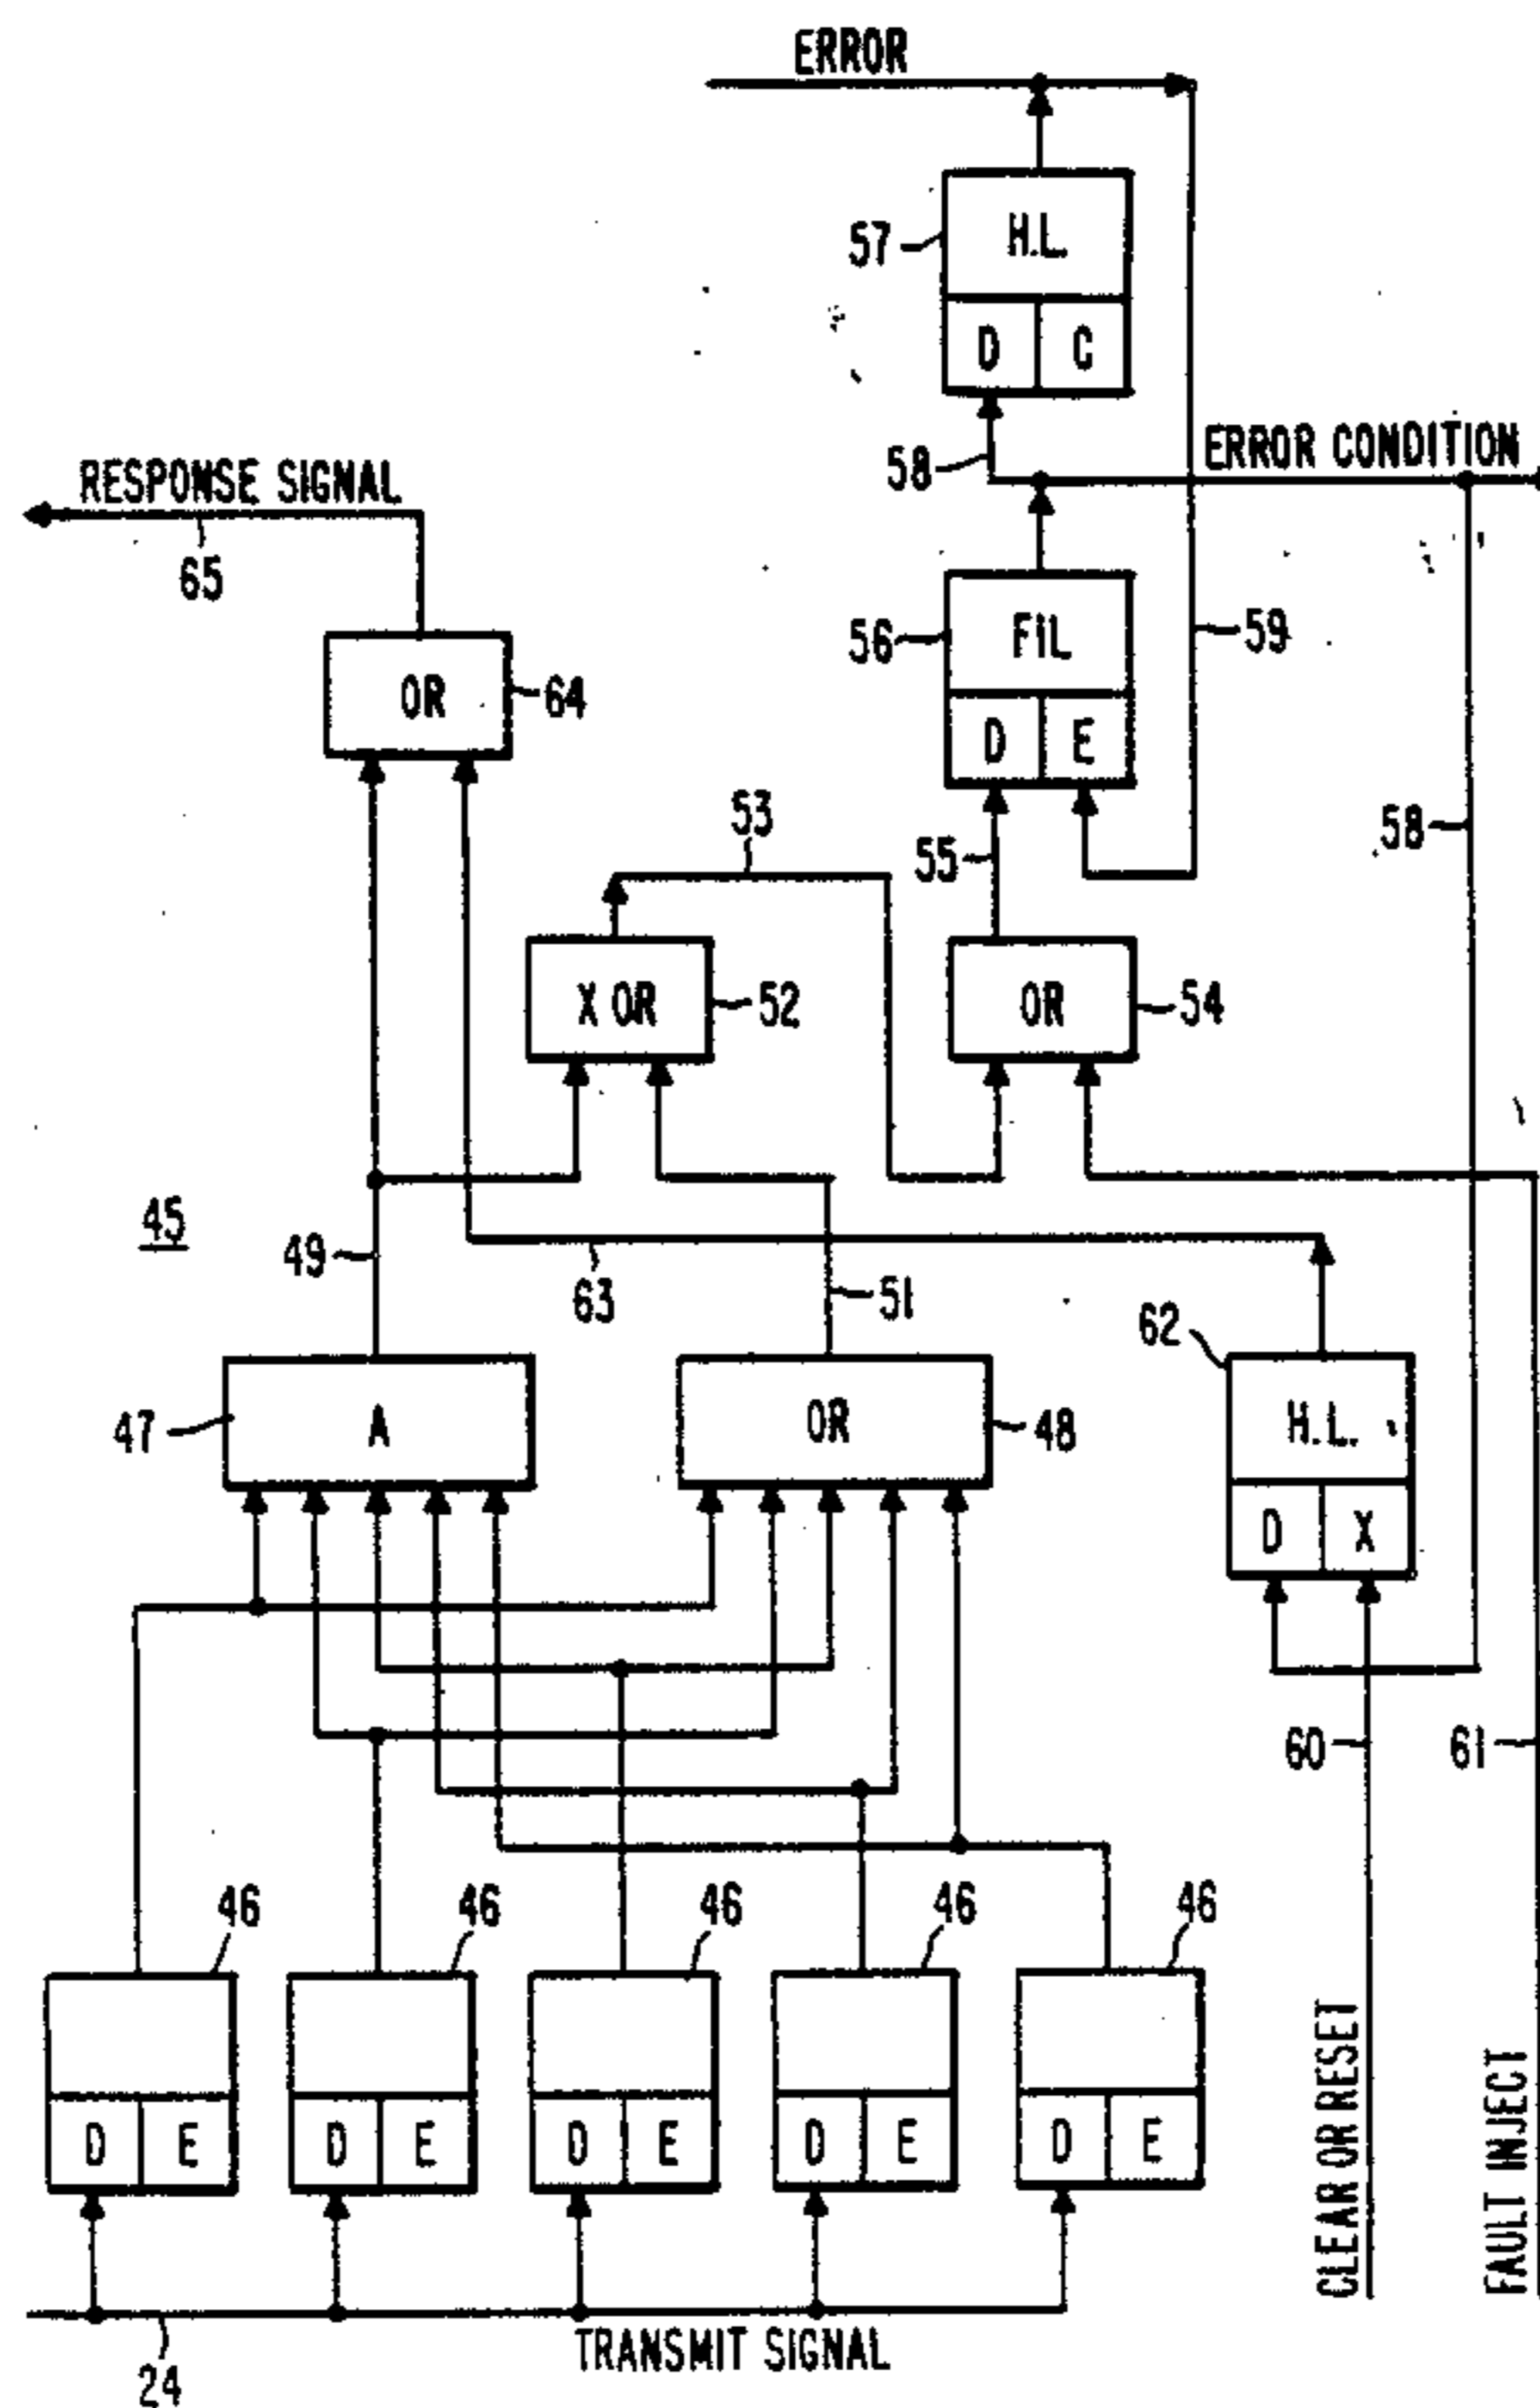 ERROR
57
H.L.
D C
58
ERROR CONDITION
RESPONSE SIGNAL
65
56
FIL
D E
59
OR
64
58
53
55
X OR
52
OR
54
45
49
63
51
62
47
A
OR
48
H.L.
D X
60
61
46 46 46 46 46
D E D E D E D E D E
CLEAR OR RESET
FAULT INJECT
TRANSMIT SIGNAL
24